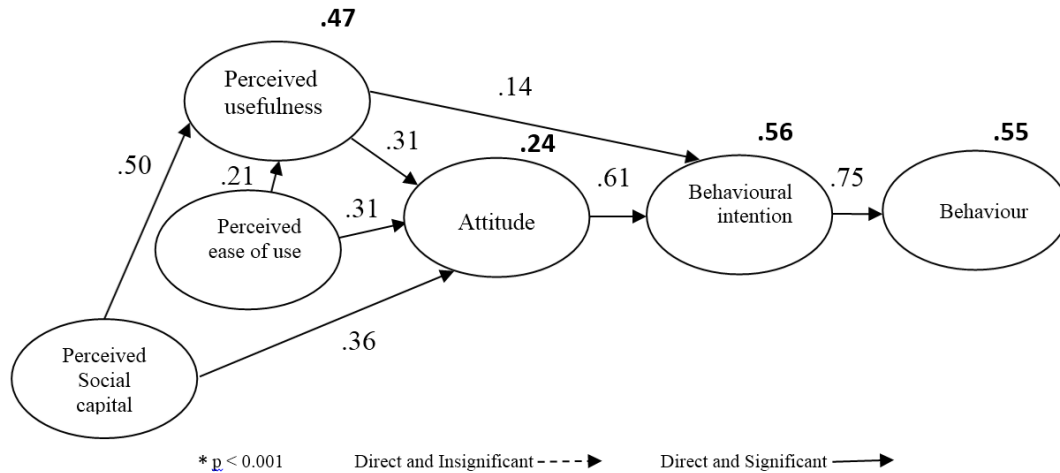 .47
Perceived
usefulness
.14
.50
.31
.24
.56
.55
.21
.61
.75
Perceived
ease of use
.31
Attitude
Behavioural
intention
Behaviour
.36
Perceived
Social
capital
* p < 0.001 Direct and Insignificant Direct and Significant